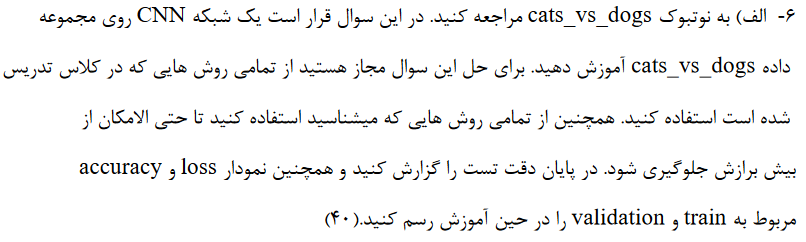 ۶- الف) به نوتبوک cats_vs_dogs مراجعه کنید. در این سوال قرار است یک شبکه CNN روی مجموعه
داده cats_vs_dogs آموزش دهید. برای حل این سوال مجاز هستید از تمامی روش هایی که در کلاس تدریس
شده است استفاده کنید. همچنین از تمامی روش هایی که میشناسید استفاده کنید تا حتی الامکان از
بیش برازش جلوگیری شود. در پایان دقت تست را گزارش کنید و همچنین نمودار loss و accuracy
مربوط به train و validation را در حین آموزش رسم کنید.(۴۰)